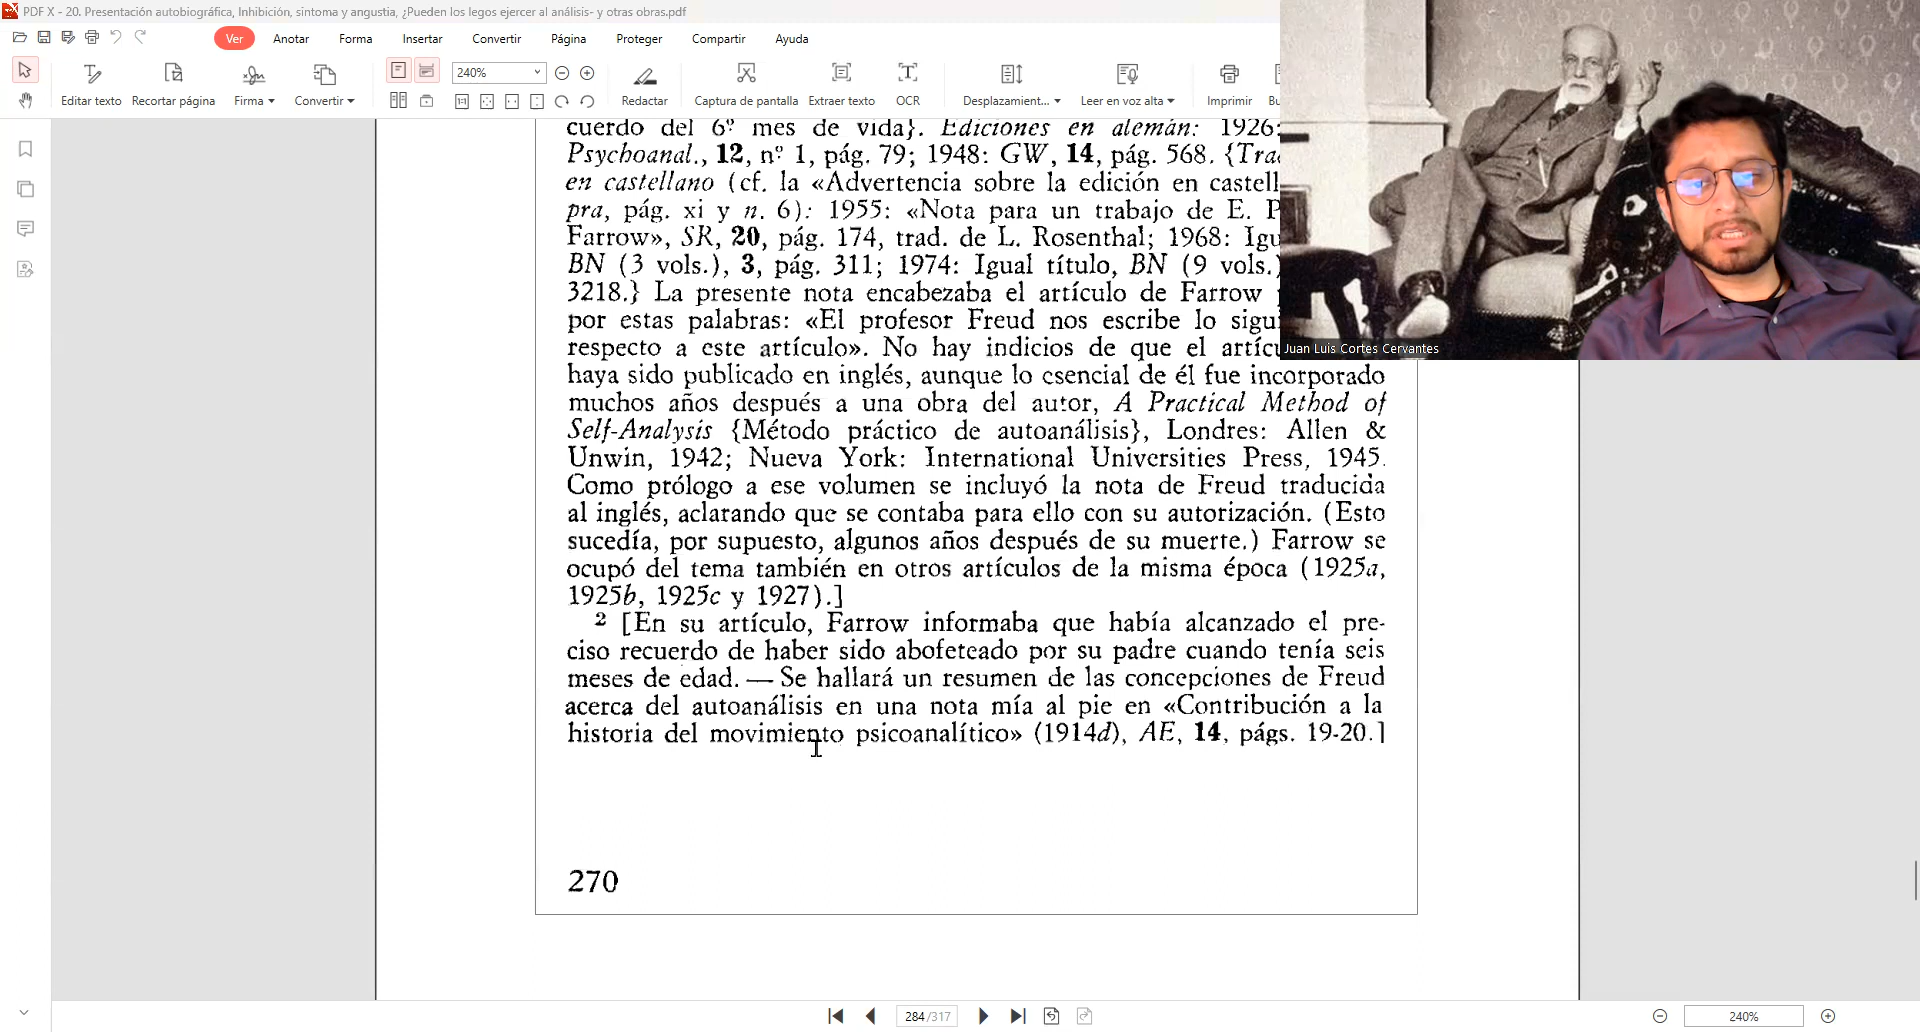 PDF X - 20. Presentación autobiográfica, Inhibición, síntoma y angustia, ¿Pueden los legos ejercer al análisis- y otras obras.pdf
Ver Anotar Forma Insertar Convertir Página Proteger Compartir Ayuda
240%
Editar texto Recortar página Firma Convertir Redactar Captura de pantalla Extraer texto OCR Desplazamient... Leer en voz alta Imprimir
cuerdo del 6º mes de vida}. Ediciones en alemán: 1926:
Psychoanal., 12, nº 1, pág. 79; 1948: GW, 14, pág. 568.
en castellano (cf. la «Advertencia sobre la edición en
pra, pág. xi y n. 6): 1955: «Nota para un trabajo de E.
Farrow», SR, 20, pág. 174, trad. de L. Rosenthal; 1968:
BN (3 vols.), 3, pág. 311; 1974: Igual título, BN (9 vols.)
3218.} La presente nota encabezaba el artículo de Farrow
por estas palabras: «El profesor Freud nos escribe lo
respecto a este artículo». No hay indicios de que el
haya sido publicado en inglés, aunque lo esencial de él fue incorporado
muchos años después a una obra del autor, A Practical Method of
Self-Analysis {Método práctico de autoanálisis}, Londres: Allen &
Unwin, 1942; Nueva York: International Universities Press, 1945.
Como prólogo a ese volumen se incluyó la nota de Freud traducida
al inglés, aclarando que se contaba para ello con su autorización. (Esto
sucedía, por supuesto, algunos años después de su muerte.) Farrow se
ocupó del tema también en otros artículos de la misma época (1925a,
1925b, 1925c y 1927).]
2 [En su artículo, Farrow informaba que había alcanzado el pre-
ciso recuerdo de haber sido abofeteado por su padre cuando tenía seis
meses de edad. — Se hallará un resumen de las concepciones de Freud
acerca del autoanálisis en una nota mía al pie en «Contribución a la
historia del movimiento psicoanalítico» (1914d), AE, 14, págs. 19-20.]
270
Juan Luis Cortes Cervantes
284 /317
240%